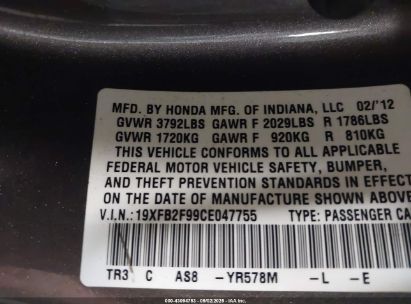 MFD. BY HONDA MFG. OF INDIANA, LLC 02/'12
GVWR 3792LBS GAWR F 2029LBS R 1786LBS
GVWR 1720KG GAWR F 920KG R 810KG
THIS VEHICLE CONFORMS TO ALL APPLICABLE
FEDERAL MOTOR VEHICLE SAFETY, BUMPER,
AND THEFT PREVENTION STANDARDS IN EFFECT
ON THE DATE OF MANUFACTURE SHOWN
V.I.N. :19XFB2F99CE047755 TYPE: PASSENGER CA
TR3 C AS8 -YR578M -L -E